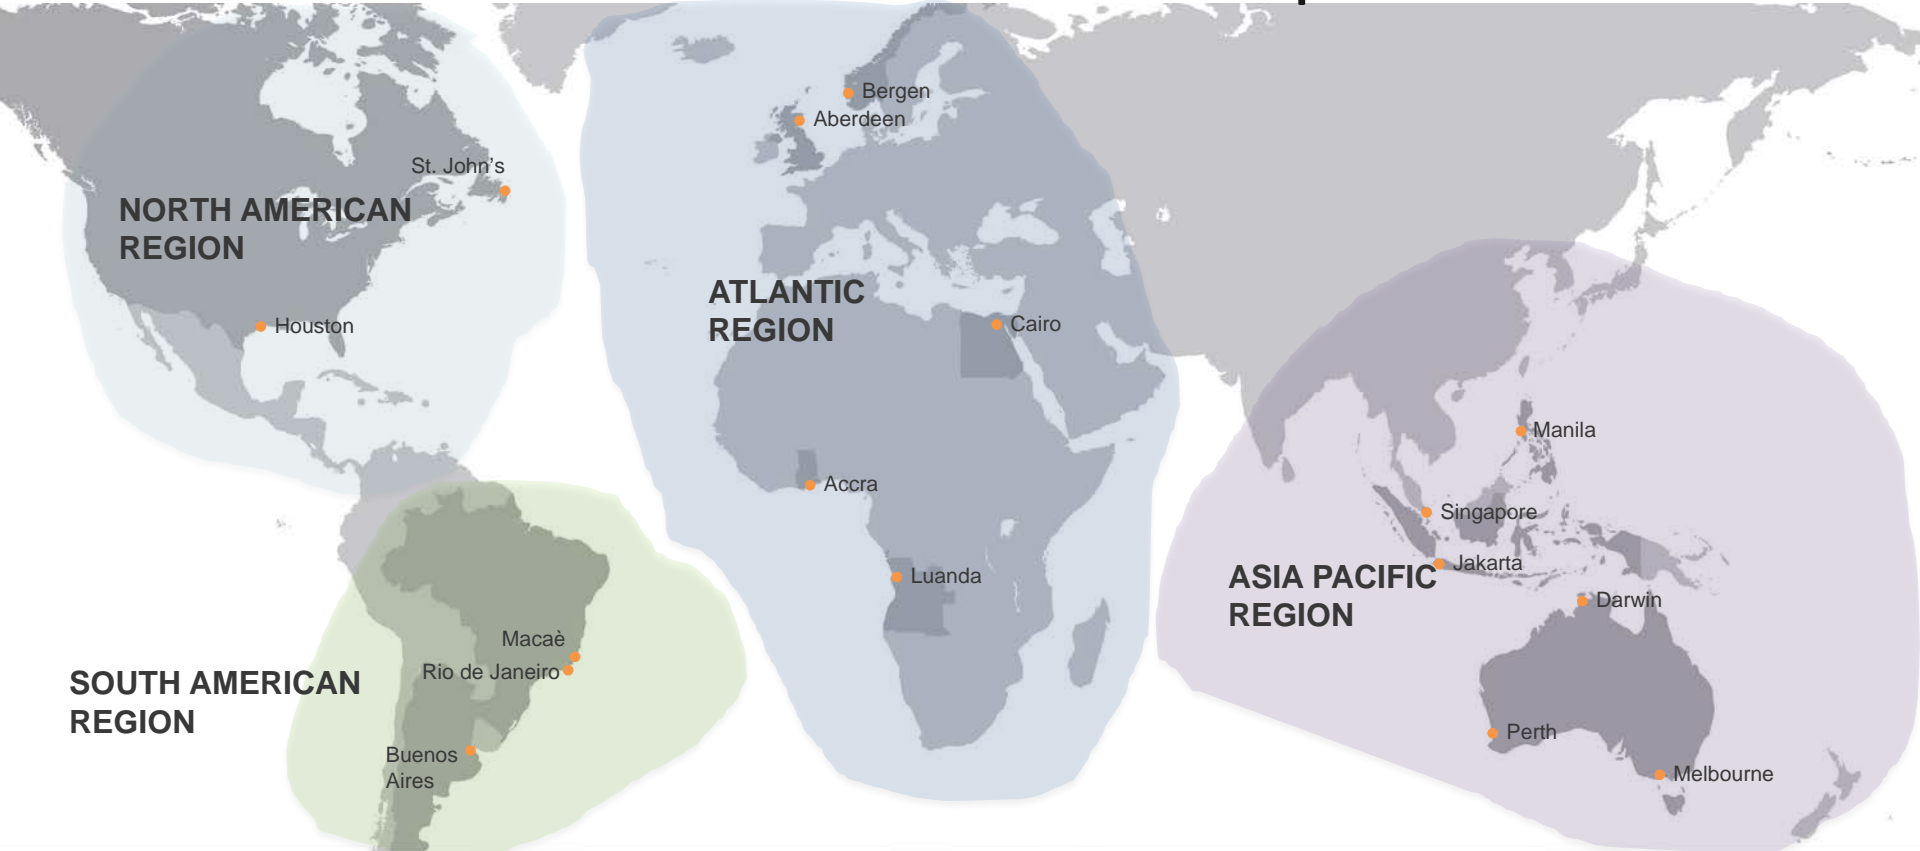 Bergen
Aberdeen
St. John's
NORTH AMERICAN
REGION
ATLANTIC
REGION
Houston
Cairo
Manila
Accra
Singapore
Jakarta
ASIA PACIFIC
REGION
Luanda
Darwin
Macaè
Rio de Janeiro
SOUTH AMERICAN
REGION
Perth
Buenos
Aires
Melbourne